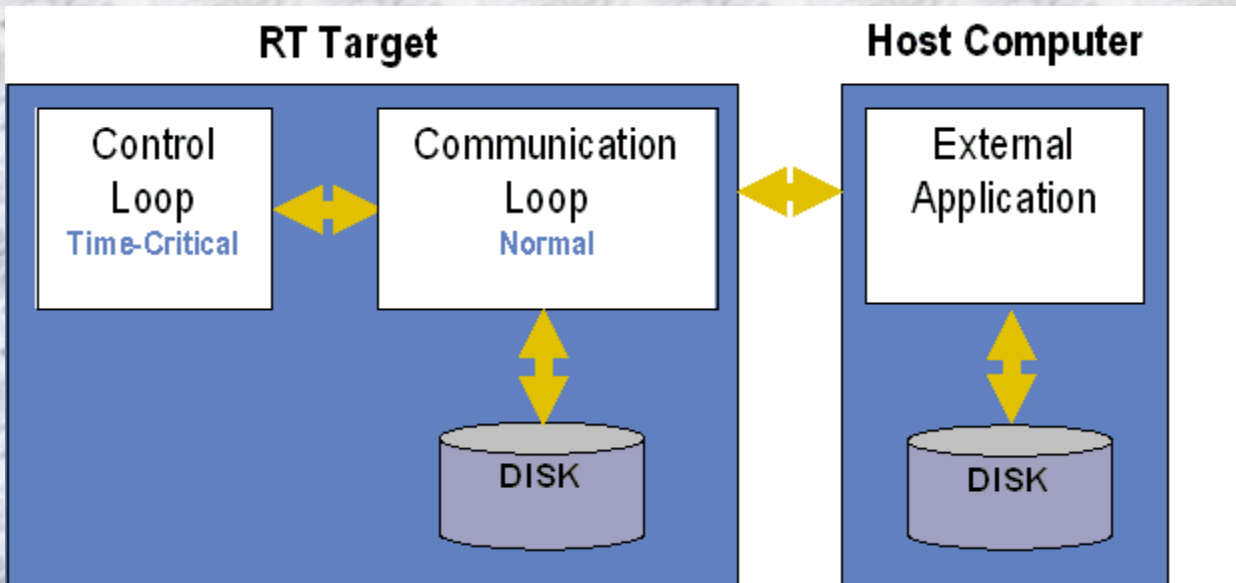 RT Target
Host Computer
Control
Loop
Time-Critical
Communication
Loop
Normal
External
Application
DISK
DISK